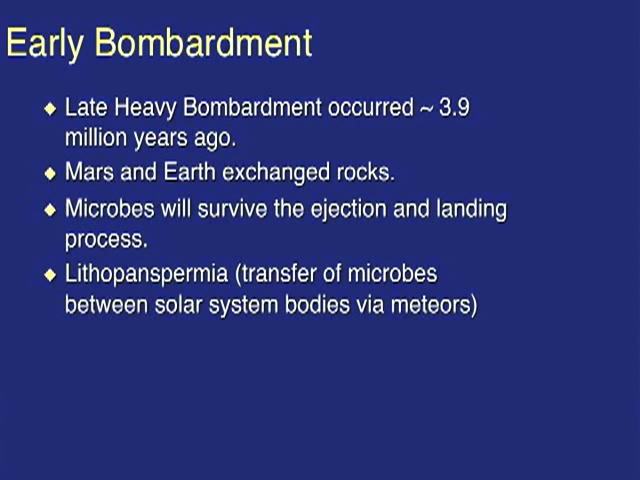 Early Bombardment
◆ Late Heavy Bombardment occurred ~ 3.9
million years ago.
◆ Mars and Earth exchanged rocks.
◆ Microbes will survive the ejection and landing
process.
◆ Lithopanspermia (transfer of microbes
between solar system bodies via meteors)